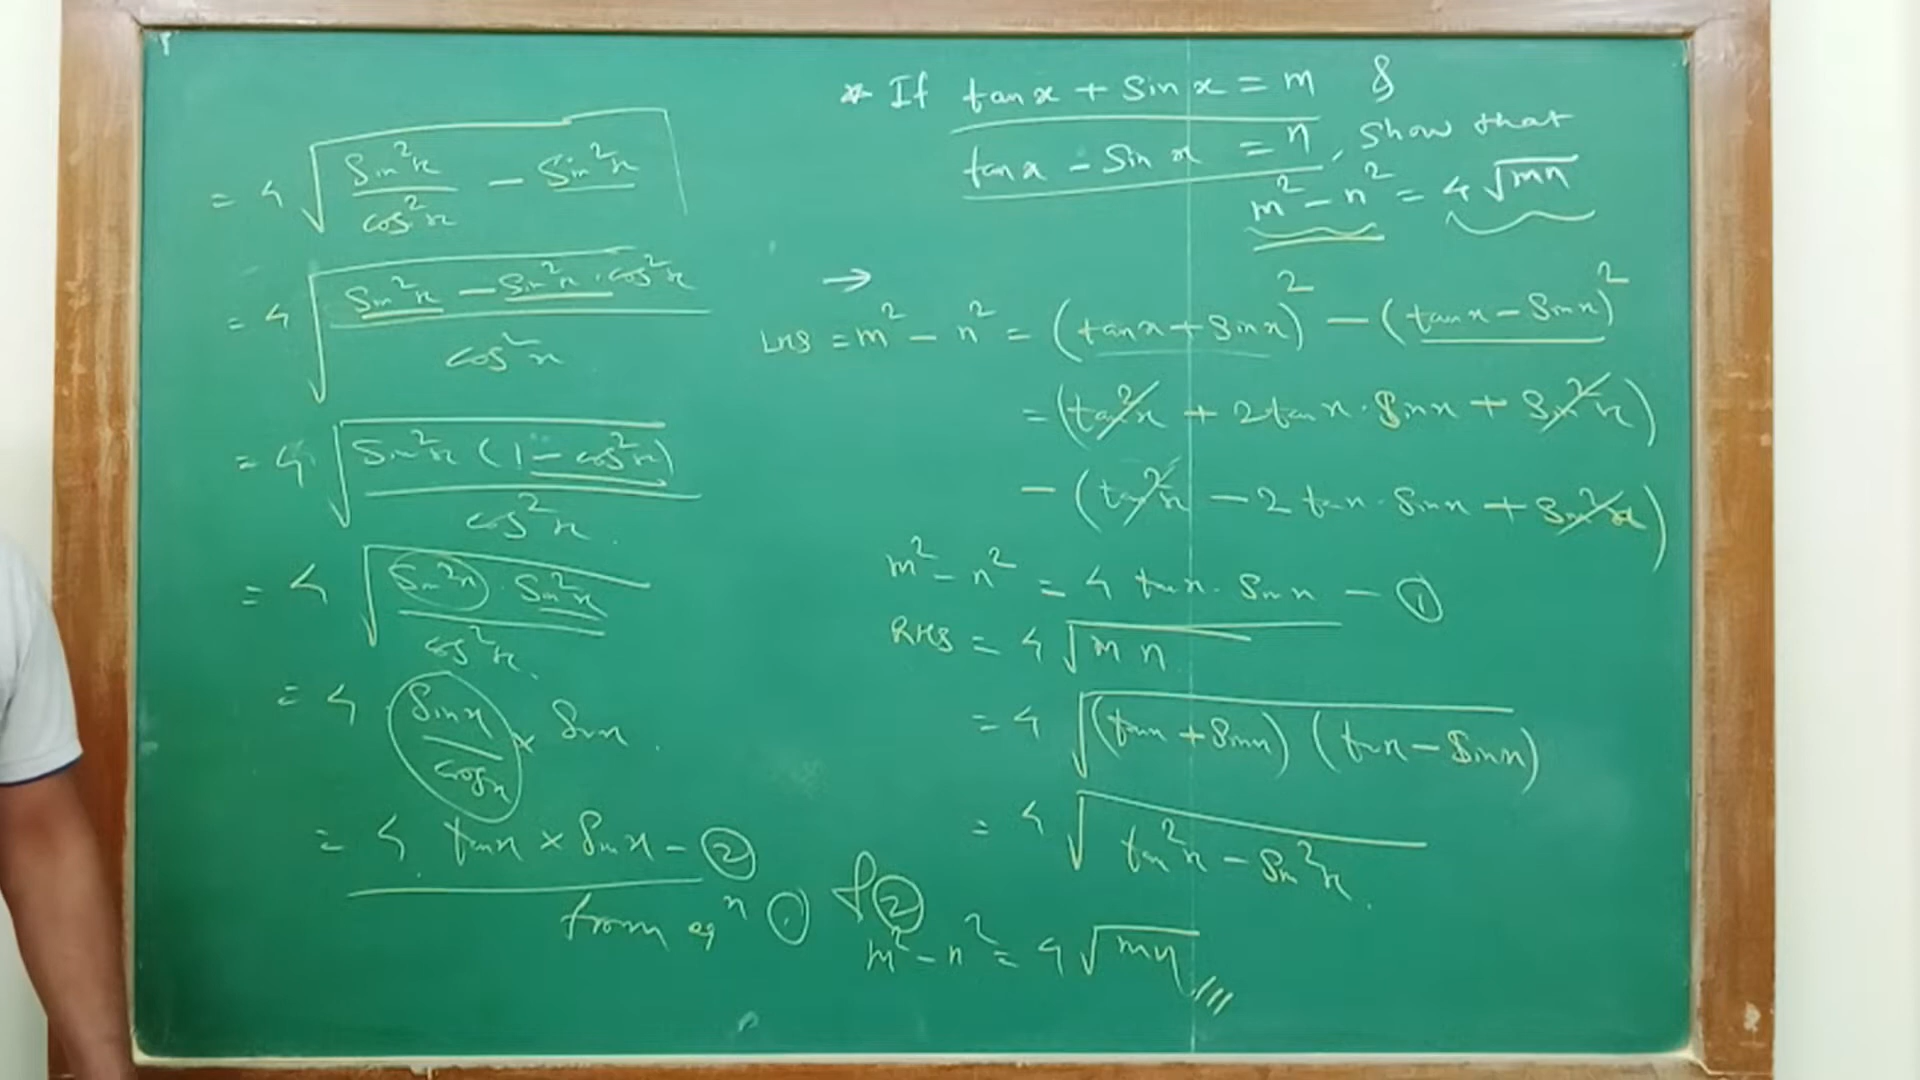 * If tan x + Sin x = m &
tan x - Sin x = n, Show that
m² - n² = 4 √mn
→
LHS = m² - n² = (tan x + Sin x)² - (tan x - Sin x)²
= (tan²x + 2 tan x · Sin x + Sin²x)
- (tan²x - 2 tan x · Sin x + Sin²x)
m² - n² = 4 tan x · Sin x - ①
RHS = 4 √m n
= 4 √(tan x + Sin x) (tan x - Sin x)
= 4 √tan²x - Sin²x
= 4 √Sin²x / cos²x - Sin²x
= 4 √Sin²x - Sin²x · cos²x / cos²x
= 4 √Sin²x (1 - cos²x) / cos²x
= 4 √Sin²x · Sin²x / cos²x
= 4 Sin x / cos x × Sin x
= 4 tan x × Sin x - ②
from eqⁿ ① & ②
m² - n² = 4 √mn